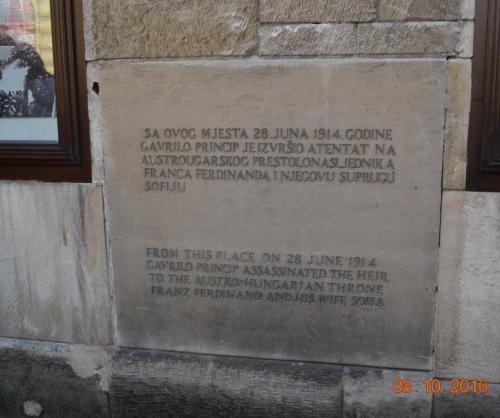 SA OVOG MJESTA 28. JUNA 1914. GODINE
GAVRILO PRINCIP JE IZVRŠIO ATENTAT NA
AUSTROUGARSKOG PRESTOLONASLJEDNIKA
FRANCA FERDINANDA I NJEGOVU SUPRUGU
SOFIJU
FROM THIS PLACE ON 28 JUNE 1914
GAVRILO PRINCIP ASSASSINATED THE HEIR
TO THE AUSTRO-HUNGARIAN THRONE
FRANZ FERDINAND AND HIS WIFE SOFIA
08.10.2016